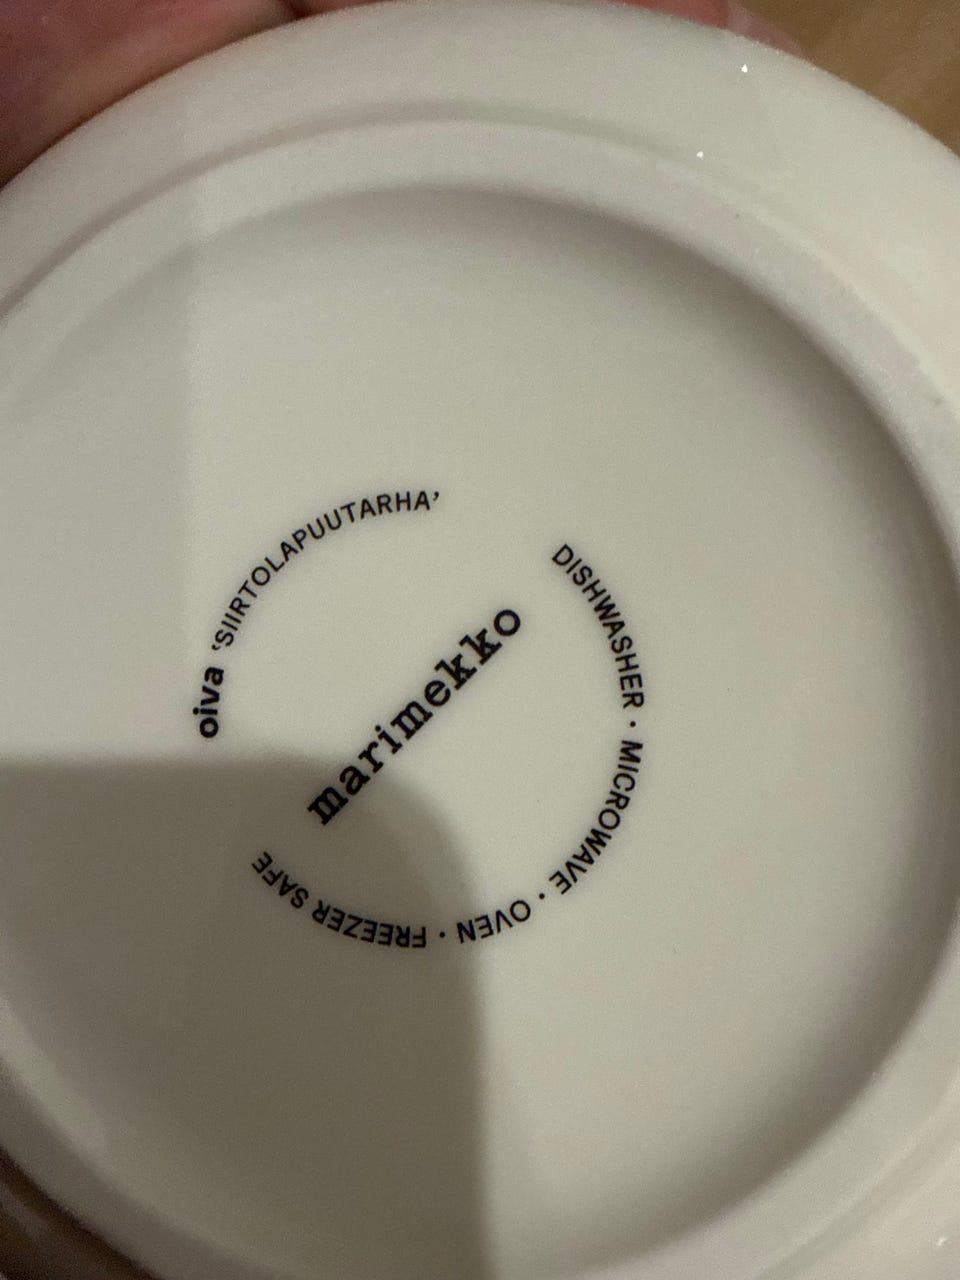 oiva ‘SIIRTOLAPUUTARHA’
marimekko
DISHWASHER · MICROWAVE · OVEN · FREEZER SAFE